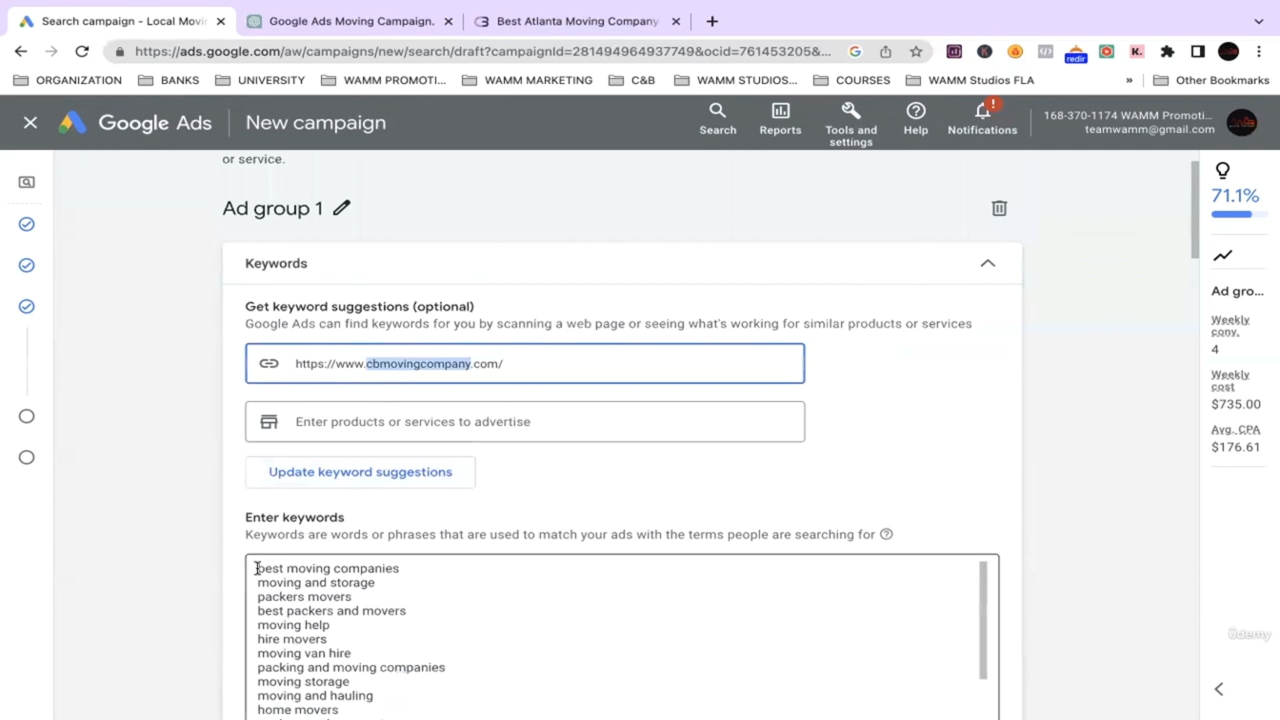 Search campaign - Local Movi
Google Ads Moving Campaign.
Best Atlanta Moving Company
https://ads.google.com/aw/campaigns/new/search/draft?campaignId=281494964937749&ocid=761453205&...
redir
ORGANIZATION
BANKS
UNIVERSITY
WAMM PROMOTI...
WAMM MARKETING
C&B
WAMM STUDIOS...
COURSES
WAMM Studios FLA
»
Other Bookmarks
Google Ads
New campaign
Search
Reports
Tools and
settings
Help
Notifications
168-370-1174 WAMM Promoti...
teamwamm@gmail.com
or service.
Ad group 1
Keywords
Get keyword suggestions (optional)
Google Ads can find keywords for you by scanning a web page or seeing what's working for similar products or services
https://www.cbmovingcompany.com/
Enter products or services to advertise
Update keyword suggestions
Enter keywords
Keywords are words or phrases that are used to match your ads with the terms people are searching for
best moving companies
moving and storage
packers movers
best packers and movers
moving help
hire movers
moving van hire
packing and moving companies
moving storage
moving and hauling
home movers
71.1%
Ad gro...
Weekly
conv.
4
Weekly
cost
$735.00
Avg. CPA
$176.61
ûdemy